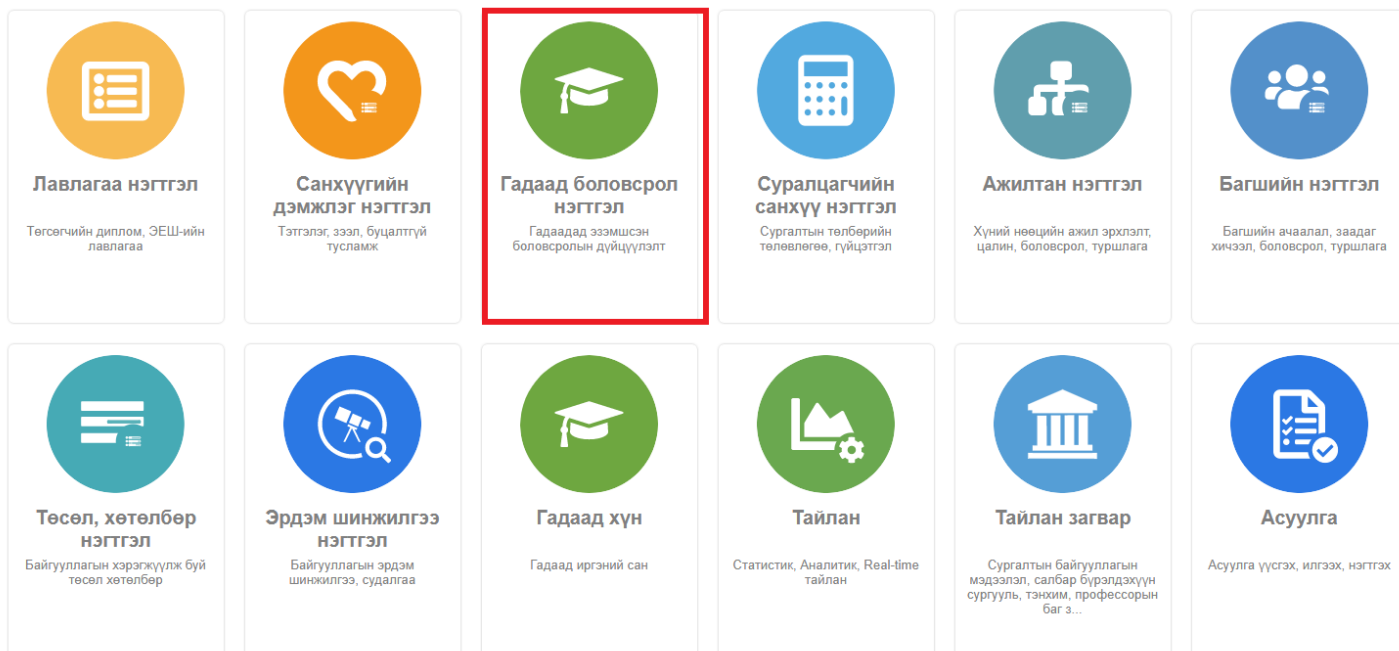 Лавлагаа нэгтгэл
Төгсөгчийн диплом, ЭЕШ-ийн
лавлагаа
Санхүүгийн
дэмжлэг нэгтгэл
Тэтгэлэг, зээл, буцалтгүй
тусламж
Гадаад боловсрол
нэгтгэл
Гадаадад эзэмшсэн
боловсролын дүйцүүлэлт
Суралцагчийн
санхүү нэгтгэл
Сургалтын төлбөрийн
төлөвлөгөө, гүйцэтгэл
Ажилтан нэгтгэл
Хүний нөөцийн ажил эрхлэлт,
цалин, боловсрол, туршлага
Багшийн нэгтгэл
Багшийн ачаалал, заадаг
хичээл, боловсрол, туршлага
Төсөл, хөтөлбөр
нэгтгэл
Байгууллагын хэрэгжүүлж буй
төсөл хөтөлбөр
Эрдэм шинжилгээ
нэгтгэл
Байгууллагын эрдэм
шинжилгээ, судалгаа
Гадаад хүн
Гадаад иргэний сан
Тайлан
Статистик, Аналитик, Real-time
тайлан
Тайлан загвар
Сургалтын байгууллагын
мэдээлэл, салбар бүрэлдэхүүн
сургууль, тэнхим, профессорын
баг з...
Асуулга
Асуулга үүсгэх, илгээх, нэгтгэх